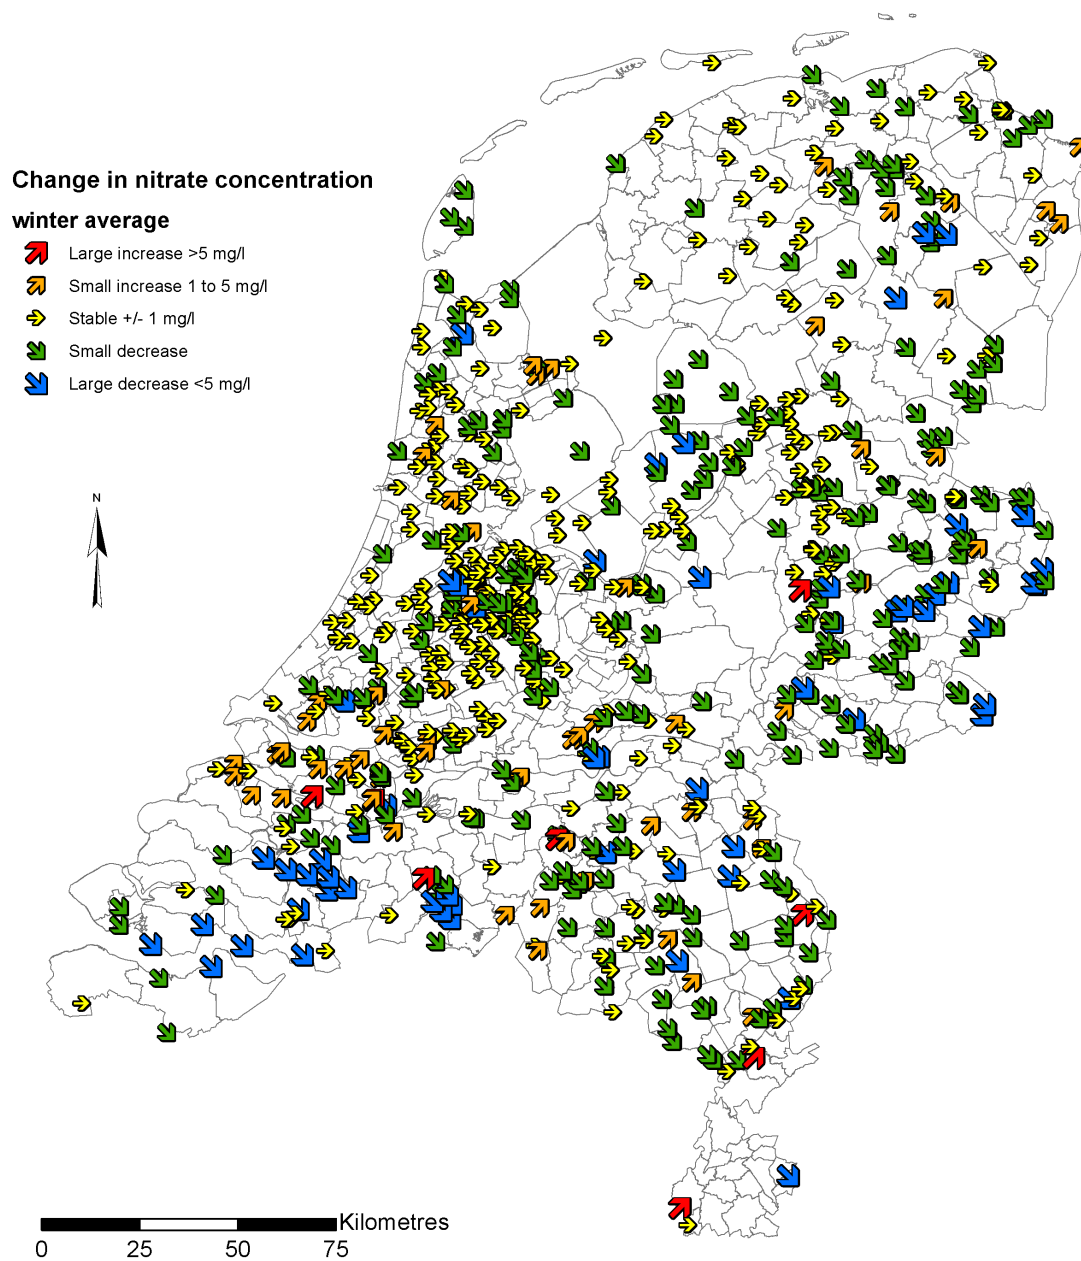 Change in nitrate concentration
winter average
Large increase >5 mg/l
Small increase 1 to 5 mg/l
Stable +/- 1 mg/l
Small decrease
Large decrease <5 mg/l
N
Kilometres
0 25 50 75